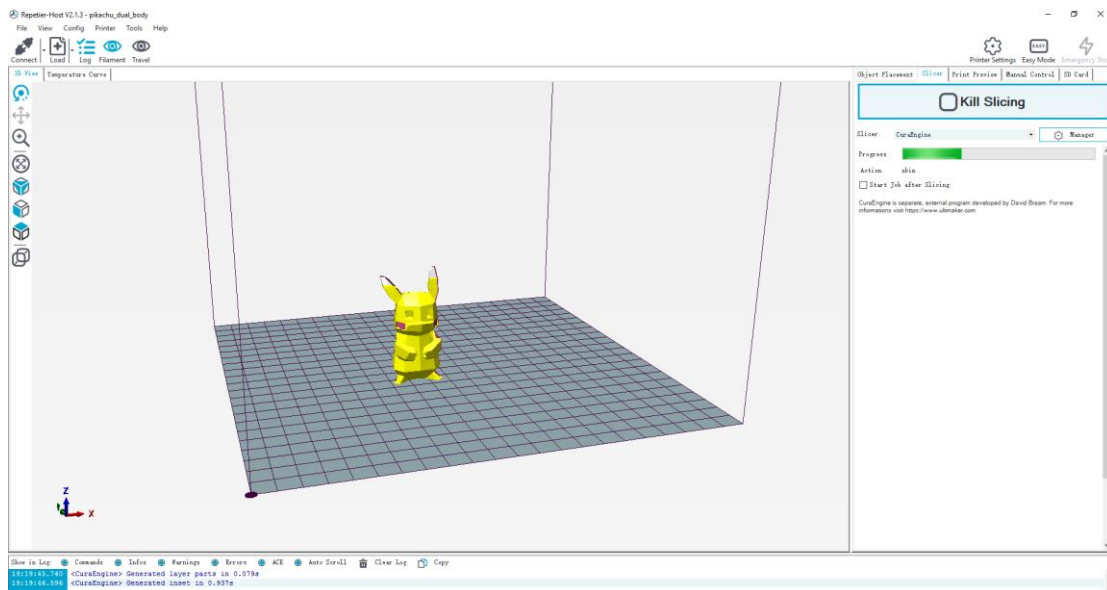 Repetier-Host V2.1.3 - pikachu_dual_body
File View Config Printer Tools Help
Connect Load Log Filament Travel Printer Settings Easy Mode Emergency Sto
EASY
3D View Temperature Curve Object Placement Slicer Print Preview Manual Control SD Card
Kill Slicing
Slicer: CuraEngine Manager
Progress
Action skin
Start Job after Slicing
CuraEngine is separate, external program developed by David Braam. For more
informations visit https://www.ultimaker.com
Z
X
Show in Log: Commands Infos Warnings Errors ACK Auto Scroll Clear Log Copy
19:19:45.740 <CuraEngine> Generated layer parts in 0.079s
19:19:46.596 <CuraEngine> Generated inset in 0.937s